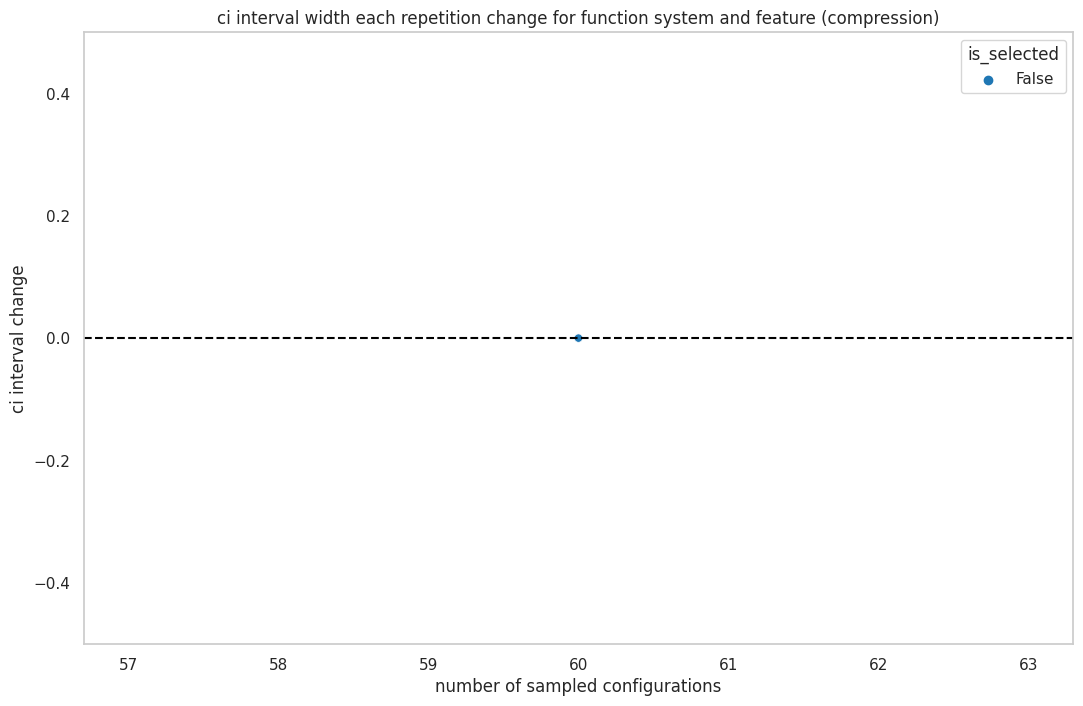 ci interval width each repetition change for function system and feature (compression)
is_selected
False
0.4
0.2
0.0
−0.2
−0.4
ci interval change
57 58 59 60 61 62 63
number of sampled configurations